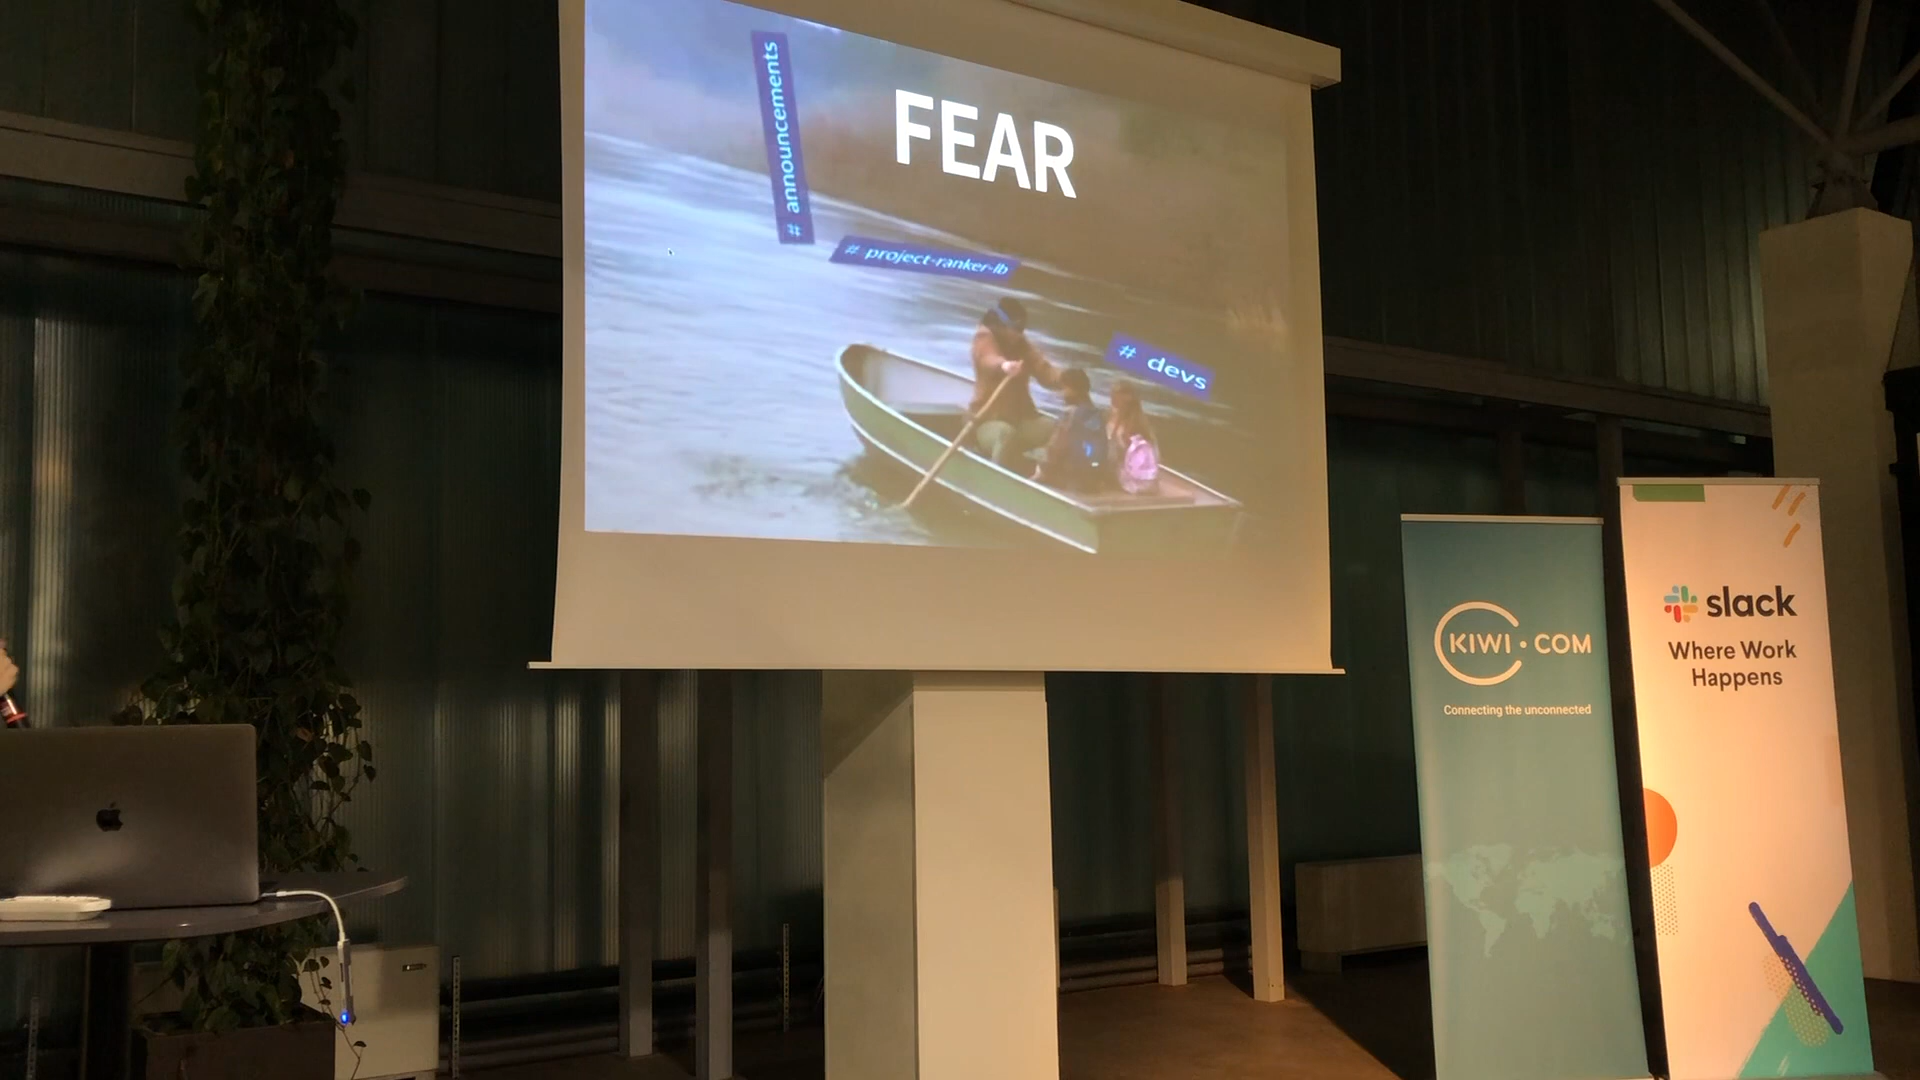 FEAR
# announcements
# project-ranker-lb
# devs
KIWI.COM
Connecting the unconnected
slack
Where Work
Happens